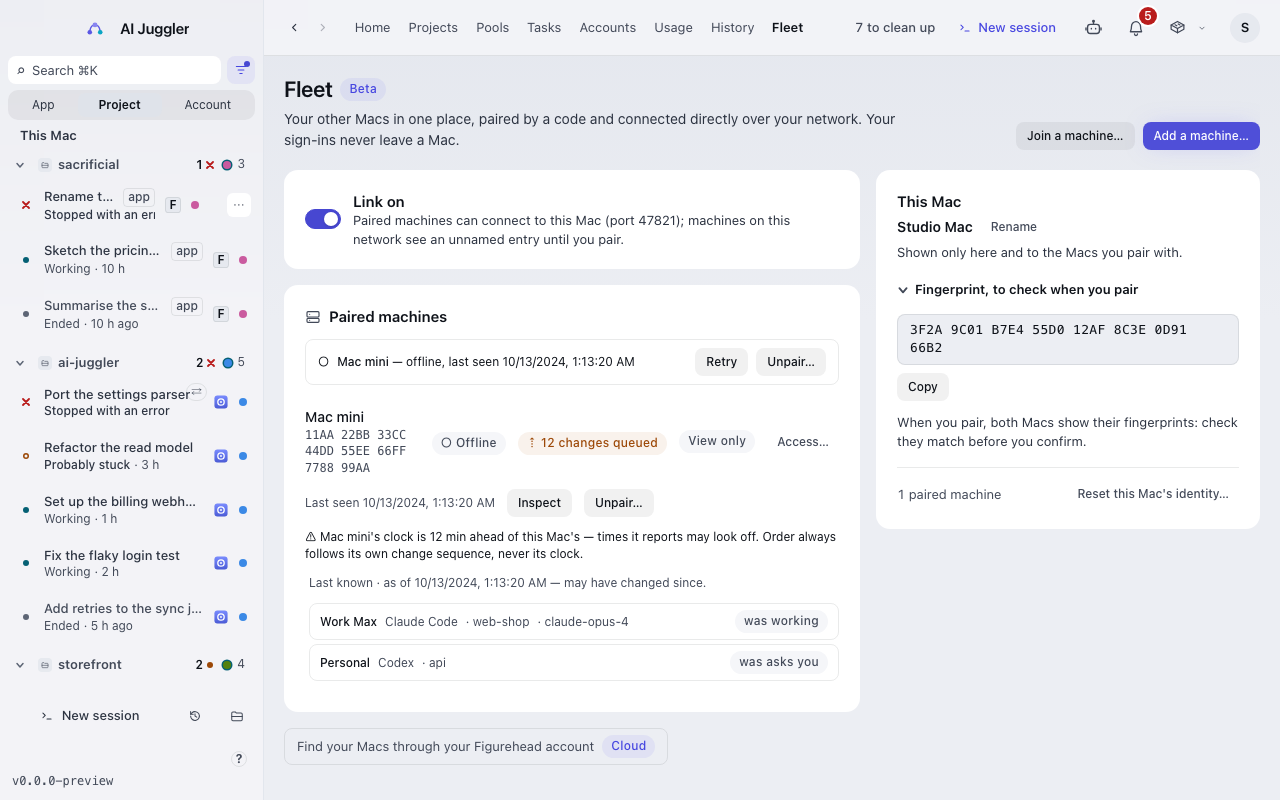 AI Juggler
Search ⌘K
App Project Account
This Mac
sacrificial 1 3
Rename t... app F
Stopped with an err
Sketch the pricin... app F
Working · 10 h
Summarise the s... app F
Ended · 10 h ago
ai-juggler 2 5
Port the settings parser
Stopped with an error
Refactor the read model
Probably stuck · 3 h
Set up the billing webh...
Working · 1 h
Fix the flaky login test
Working · 2 h
Add retries to the sync j...
Ended · 5 h ago
storefront 2 4
New session
?
v0.0.0-preview
Home Projects Pools Tasks Accounts Usage History Fleet 7 to clean up New session 5 S
Fleet Beta
Your other Macs in one place, paired by a code and connected directly over your network. Your
sign-ins never leave a Mac.
Join a machine... Add a machine...
Link on
Paired machines can connect to this Mac (port 47821); machines on this
network see an unnamed entry until you pair.
Paired machines
Mac mini — offline, last seen 10/13/2024, 1:13:20 AM Retry Unpair...
Mac mini
11AA 22BB 33CC
44DD 55EE 66FF
7788 99AA
Offline ↑ 12 changes queued View only Access...
Last seen 10/13/2024, 1:13:20 AM Inspect Unpair...
⚠ Mac mini's clock is 12 min ahead of this Mac's — times it reports may look off. Order always
follows its own change sequence, never its clock.
Last known · as of 10/13/2024, 1:13:20 AM — may have changed since.
Work Max Claude Code · web-shop · claude-opus-4 was working
Personal Codex · api was asks you
Find your Macs through your Figurehead account Cloud
This Mac
Studio Mac Rename
Shown only here and to the Macs you pair with.
Fingerprint, to check when you pair
3F2A 9C01 B7E4 55D0 12AF 8C3E 0D91
66B2
Copy
When you pair, both Macs show their fingerprints: check
they match before you confirm.
1 paired machine Reset this Mac's identity...